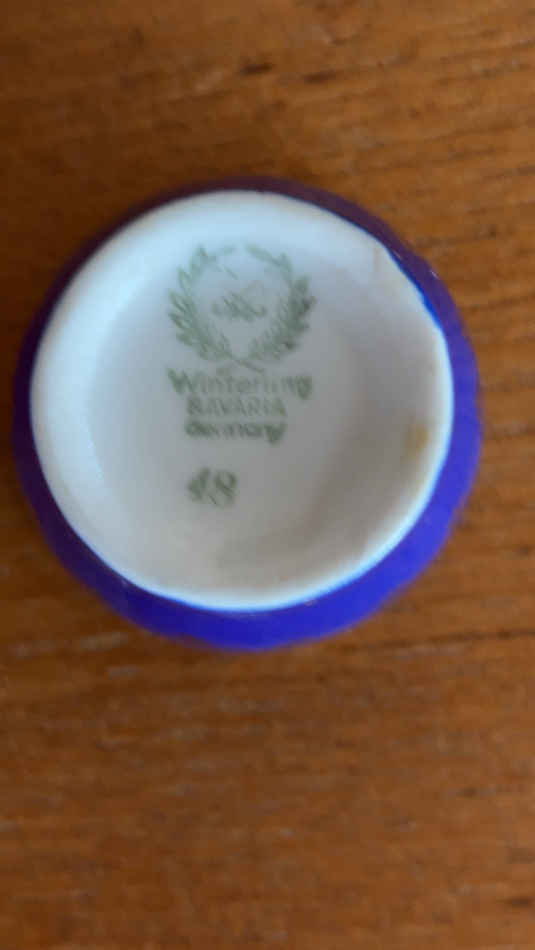 Winterling
BAVARIA
Germany
48